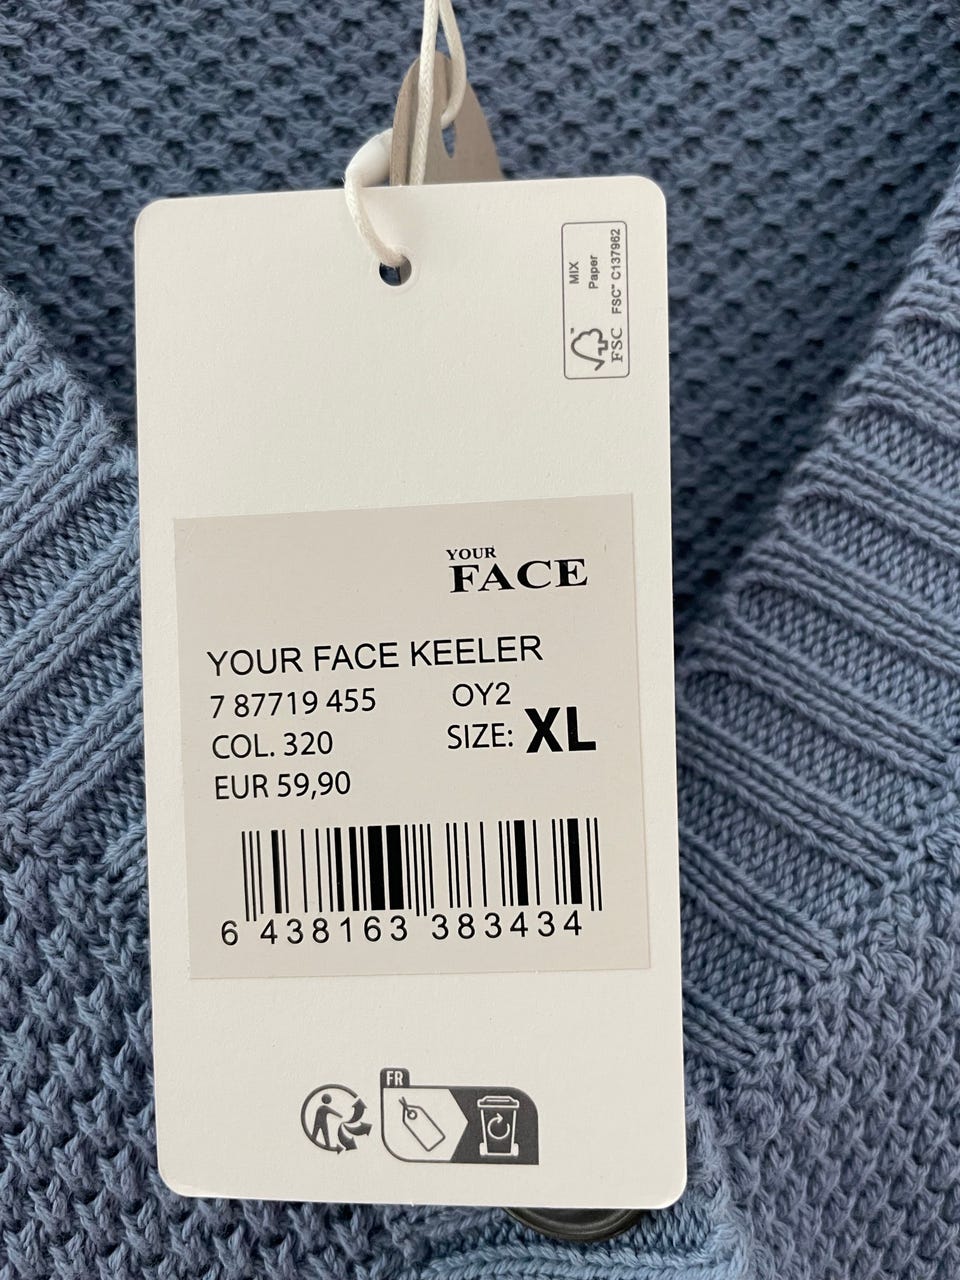 MIX
Paper
FSC™ C137962
FSC
YOUR
FACE
YOUR FACE KEELER
7 87719 455 OY2
COL. 320 SIZE: XL
EUR 59,90
6 438163 383434
FR